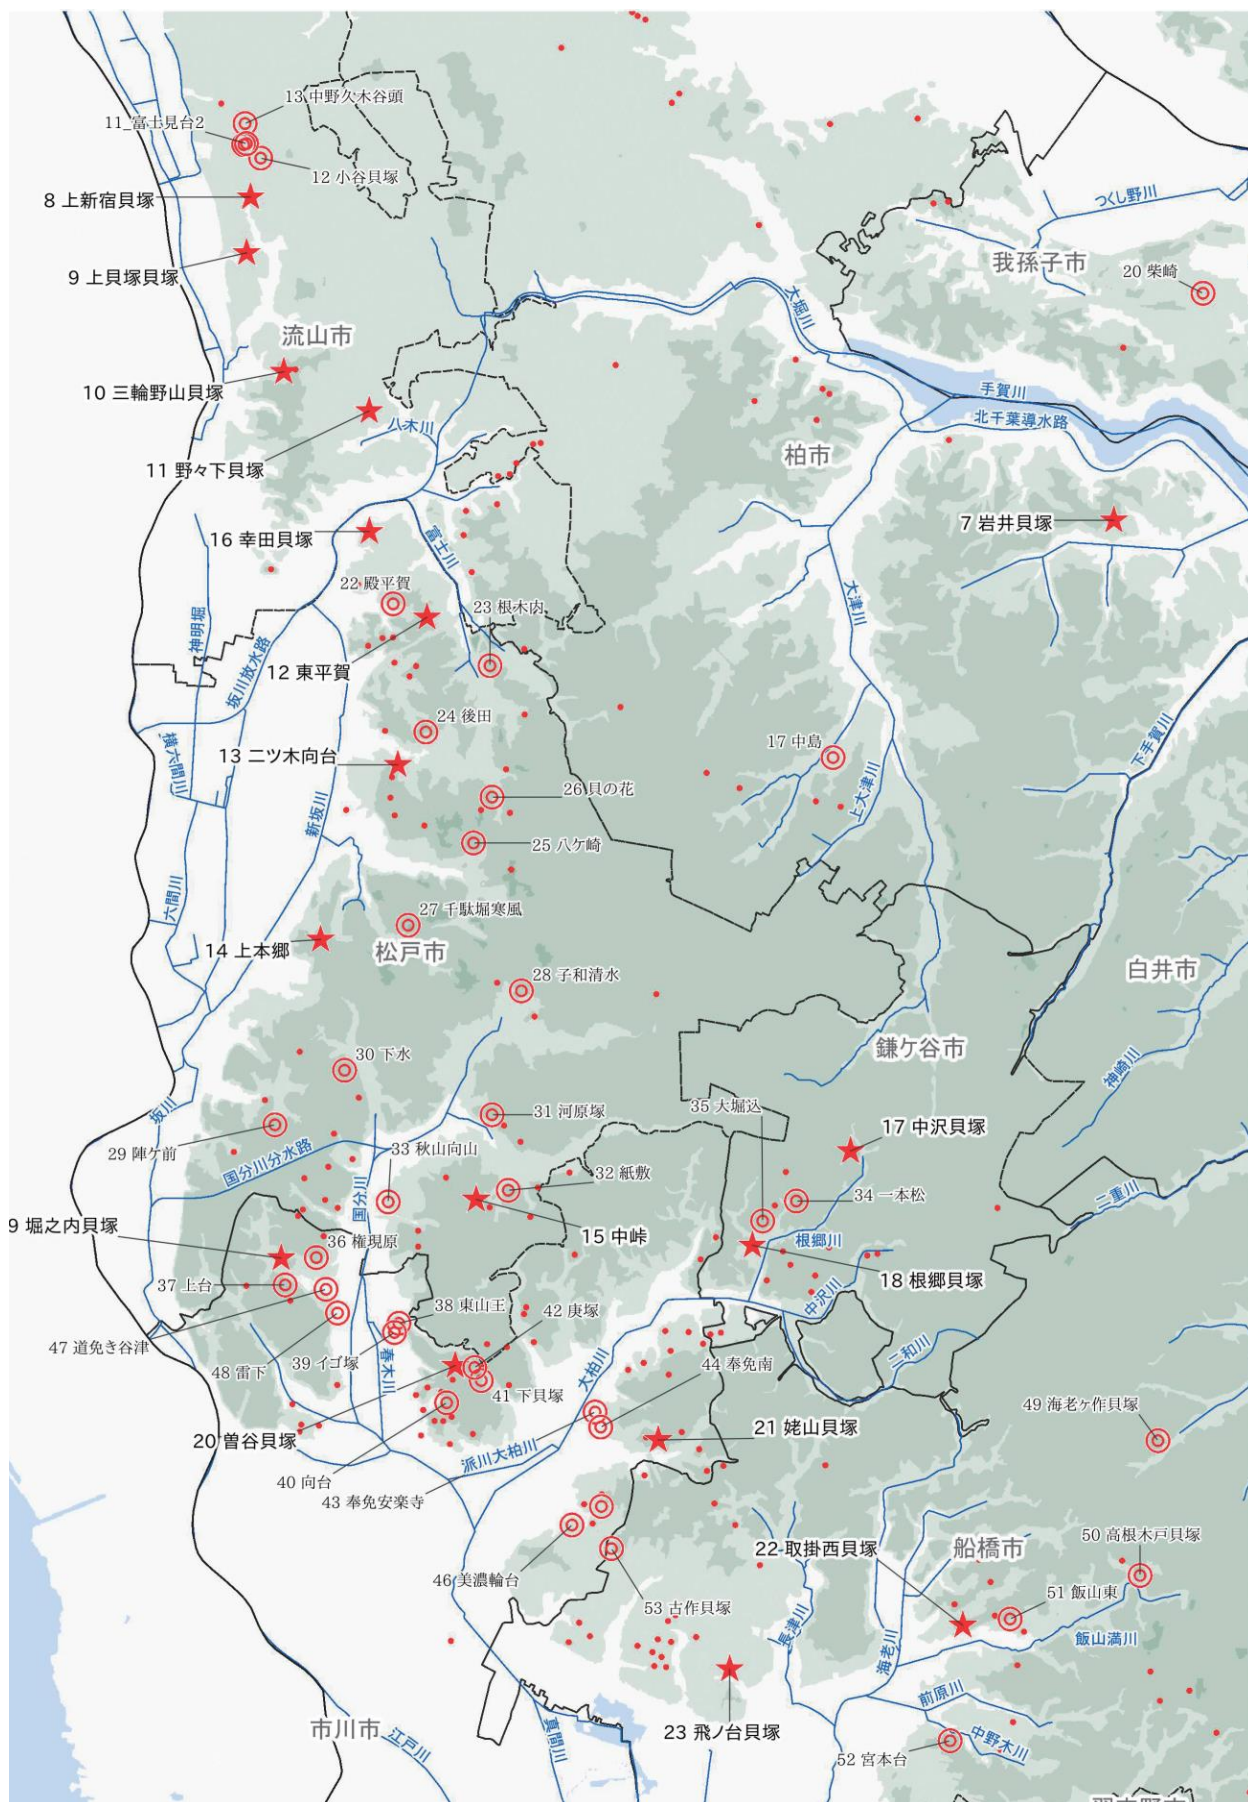 13 中野久木谷頭
11_富士見台2
12 小谷貝塚
8 上新宿貝塚
つくし野川
我孫子市
20 柴崎
9 上貝塚貝塚
大堀川
流山市
10 三輪野山貝塚
手賀川
北千葉導水路
八木川
柏市
11 野々下貝塚
7 岩井貝塚
16 幸田貝塚
富士川
22 殿平賀
23 根木内
大津川
神明堀
坂川放水路
12 東平賀
24 後田
17 中島
下手賀川
横六間川
13 二ツ木向台
26 貝の花
上大津川
新坂川
25 八ケ崎
六間川
27 千駄堀寒風
14 上本郷
松戸市
白井市
28 子和清水
鎌ケ谷市
神崎川
30 下水
坂川
31 河原塚
35 大堀込
17 中沢貝塚
29 陣ケ前
国分川分水路
33 秋山向山
国分川
32 紙敷
34 一本松
二重川
9 堀之内貝塚
15 中峠
36 権現原
根郷川
18 根郷貝塚
37 上台
中沢川
38 東山王
42 庚塚
47 道免き谷津
二和川
48 雷下
39 イゴ塚
春木川
大柏川
44 奉免南
41 下貝塚
49 海老ヶ作貝塚
21 姥山貝塚
20 曽谷貝塚
派川大柏川
40 向台
43 奉免安楽寺
50 高根木戸貝塚
22 取掛西貝塚
船橋市
46 美濃輪台
51 飯山東
53 古作貝塚
長津川
海老川
飯山満川
前原川
市川市
江戸川
真間川
23 飛ノ台貝塚
中野木川
52 宮本台
習志野市